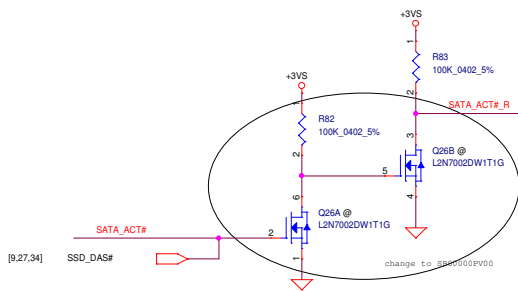 +3VS
1
R83
100K_0402_5%
2
SATA_ACT#_R
+3VS
1
R82
100K_0402_5%
2
3
Q26B @
L2N7002DW1T1G
5
4
6
Q26A @
L2N7002DW1T1G
SATA_ACT#
2
1
[9,27,34] SSD_DAS#
change to SB00000PV00